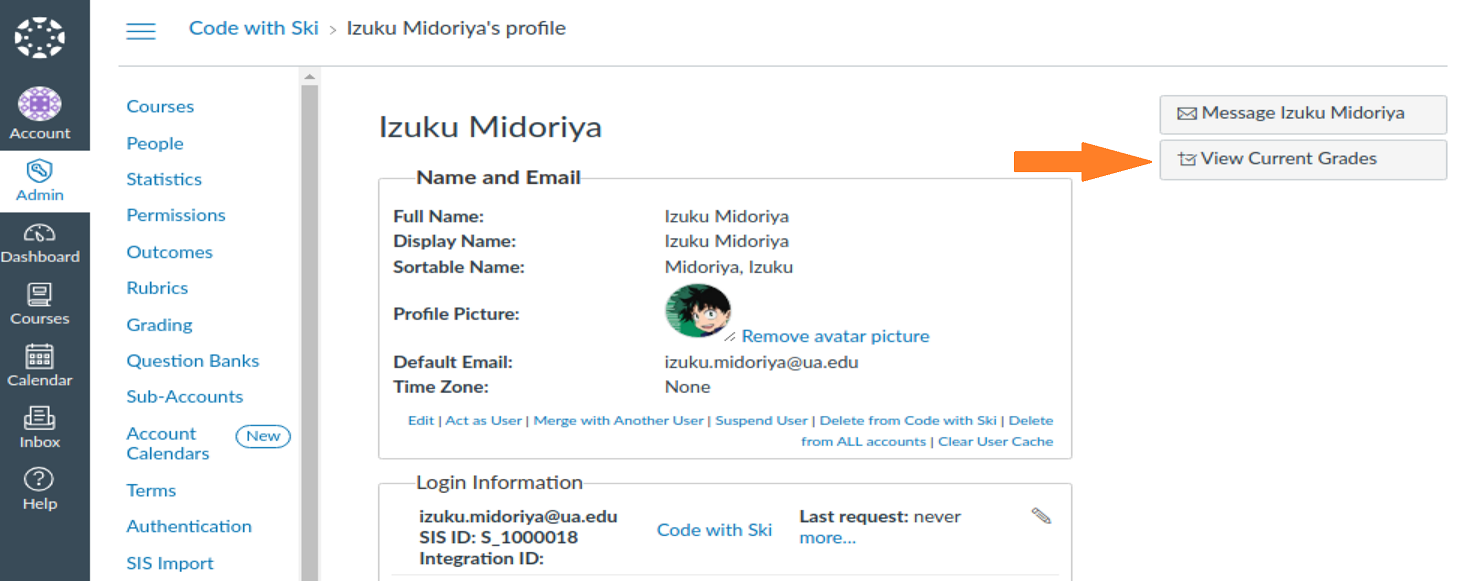 Code with Ski > Izuku Midoriya's profile
Account
Admin
Dashboard
Courses
Calendar
Inbox
Help
Courses
People
Statistics
Permissions
Outcomes
Rubrics
Grading
Question Banks
Sub-Accounts
Account Calendars New
Terms
Authentication
SIS Import
Izuku Midoriya
Name and Email
Full Name: Izuku Midoriya
Display Name: Izuku Midoriya
Sortable Name: Midoriya, Izuku
Profile Picture: Remove avatar picture
Default Email: izuku.midoriya@ua.edu
Time Zone: None
Edit | Act as User | Merge with Another User | Suspend User | Delete from Code with Ski | Delete
from ALL accounts | Clear User Cache
Login Information
izuku.midoriya@ua.edu
SIS ID: S_1000018
Integration ID:
Code with Ski
Last request: never
more...
Message Izuku Midoriya
View Current Grades